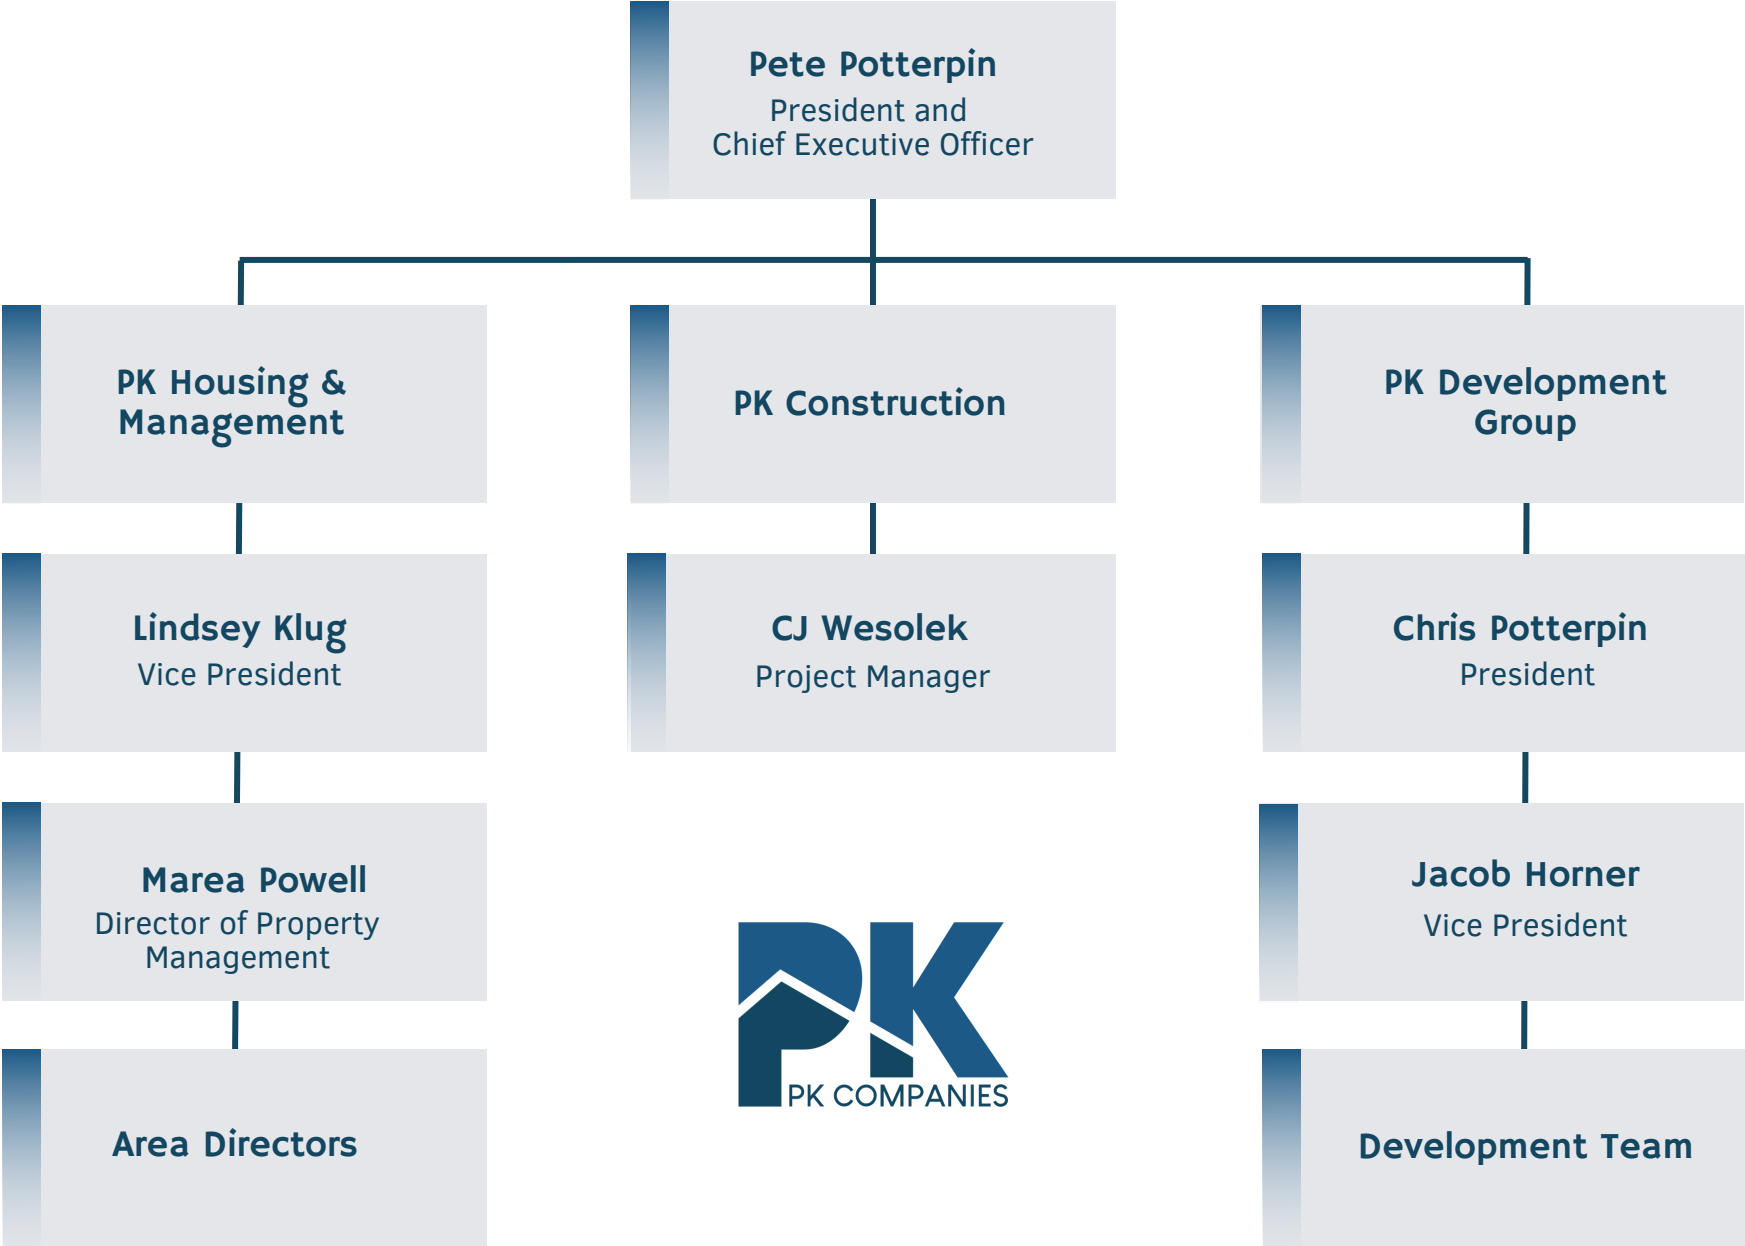 Pete Potterpin
President and
Chief Executive Officer
PK Housing &
Management
PK Construction
PK Development
Group
Lindsey Klug
Vice President
CJ Wesolek
Project Manager
Chris Potterpin
President
Marea Powell
Director of Property
Management
Jacob Horner
Vice President
Area Directors
PK
PK COMPANIES
Development Team